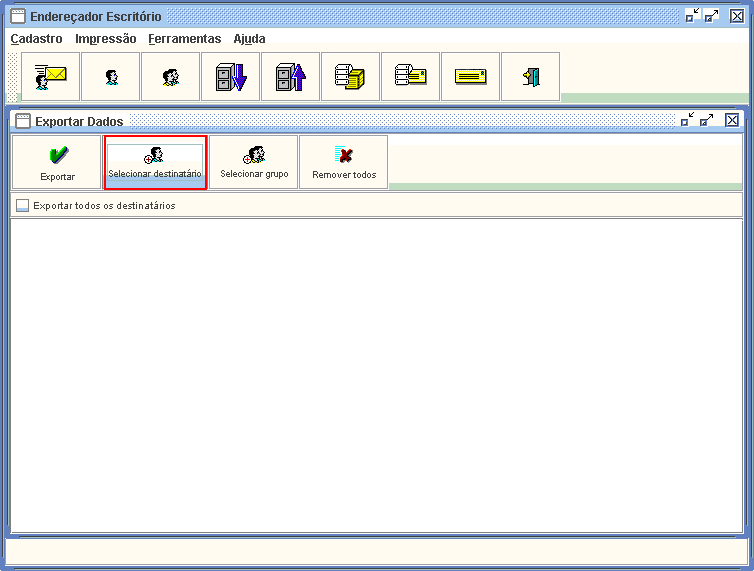 Endereçador Escritório
Cadastro Impressão Ferramentas Ajuda
Exportar Dados
Exportar Selecionar destinatário Selecionar grupo Remover todos
Exportar todos os destinatários